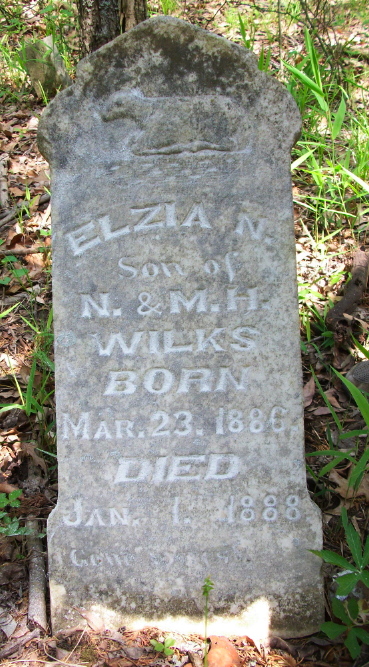 ELZIA N.
Son of
N. & M. H.
WILKS
BORN
MAR. 23. 1886.
DIED
JAN. 1. 1888